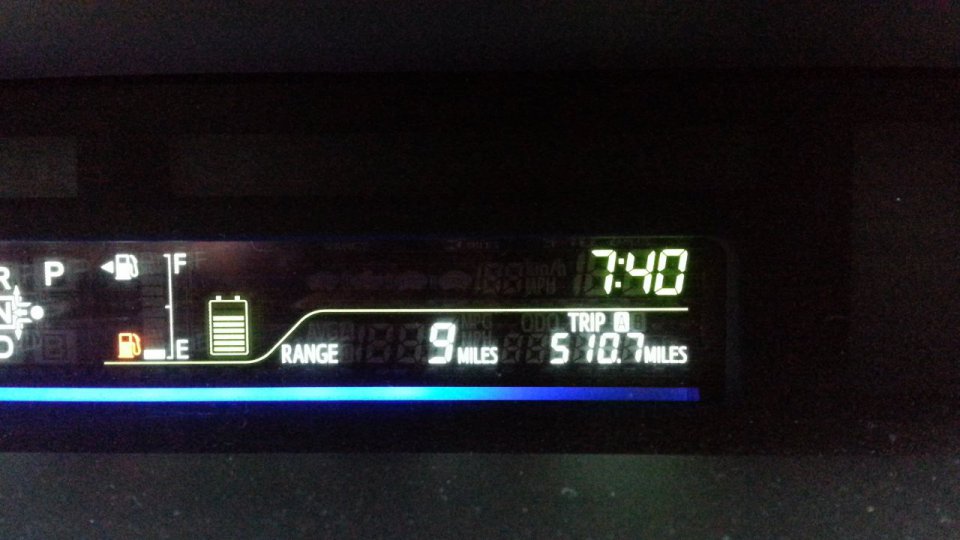 R P F 7:40
N
TRIP A
D E RANGE 9 MILES 510.7 MILES